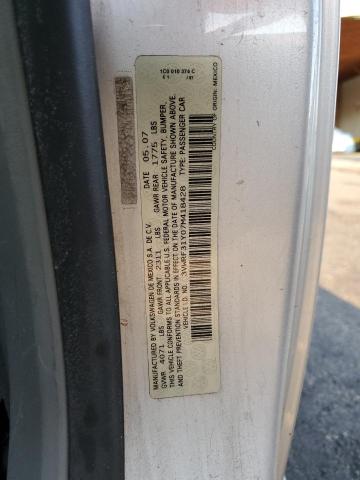 1C0 010 374 C
MANUFACTURED BY VOLKSWAGEN DE MEXICO S.A. DE C.V. DATE 05.07
GVWR 4071 LBS GAWR FRONT 2311 LBS GAWR REAR 1775 LBS
THIS VEHICLE CONFORMS TO ALL APPLICABLE U.S. FEDERAL MOTOR VEHICLE SAFETY, BUMPER,
AND THEFT PREVENTION STANDARDS IN EFFECT ON THE DATE OF MANUFACTURE SHOWN ABOVE.
VEHICLE I.D. NO. 3VWRF31Y07M418428 TYPE: PASSENGER CAR
COUNTRY OF ORIGIN: MEXICO